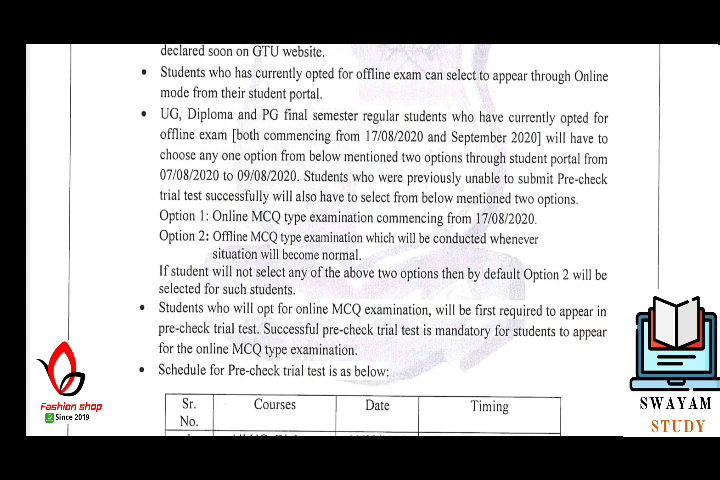 declared soon on GTU website.
• Students who has currently opted for offline exam can select to appear through Online
mode from their student portal.
• UG, Diploma and PG final semester regular students who have currently opted for
offline exam [both commencing from 17/08/2020 and September 2020] will have to
choose any one option from below mentioned two options through student portal from
07/08/2020 to 09/08/2020. Students who were previously unable to submit Pre-check
trial test successfully will also have to select from below mentioned two options.
Option 1: Online MCQ type examination commencing from 17/08/2020.
Option 2: Offline MCQ type examination which will be conducted whenever
situation will become normal.
If student will not select any of the above two options then by default Option 2 will be
selected for such students.
• Students who will opt for online MCQ examination, will be first required to appear in
pre-check trial test. Successful pre-check trial test is mandatory for students to appear
for the online MCQ type examination.
• Schedule for Pre-check trial test is as below:
Sr. No. Courses Date Timing
Fashion shop
Since 2019
SWAYAM
STUDY